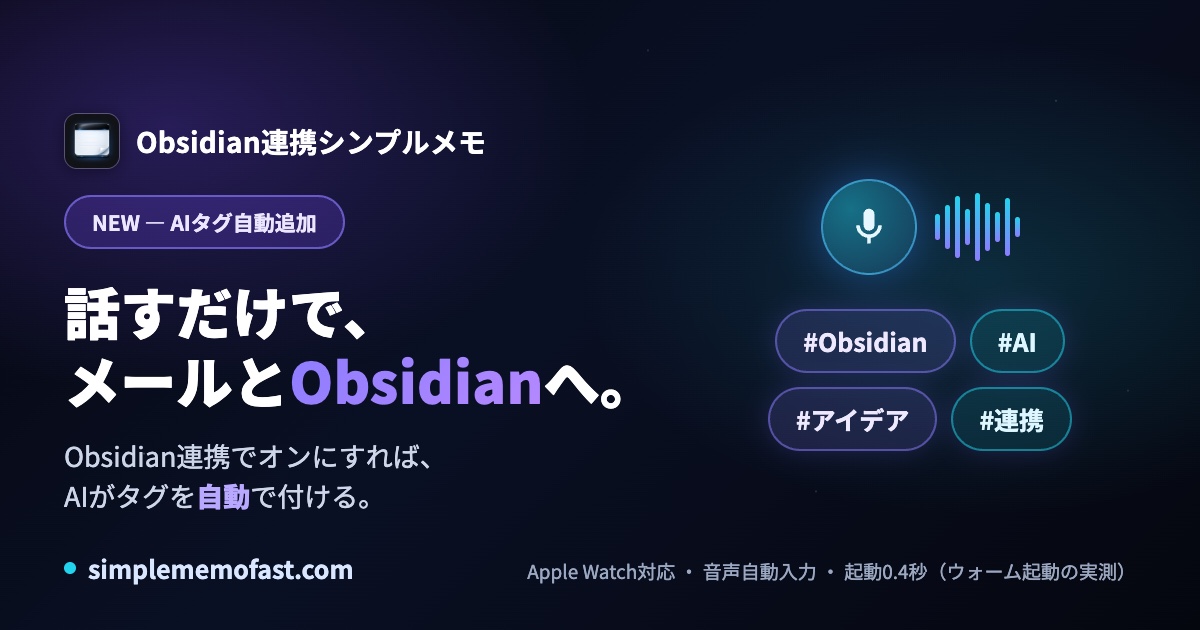 Obsidian連携シンプルメモ
NEW — AIタグ自動追加
話すだけで、
メールとObsidianへ。
Obsidian連携でオンにすれば、
AIがタグを自動で付ける。
simplememofast.com
#Obsidian
#AI
#アイデア
#連携
Apple Watch対応 ・ 音声自動入力 ・ 起動0.4秒（ウォーム起動の実測）